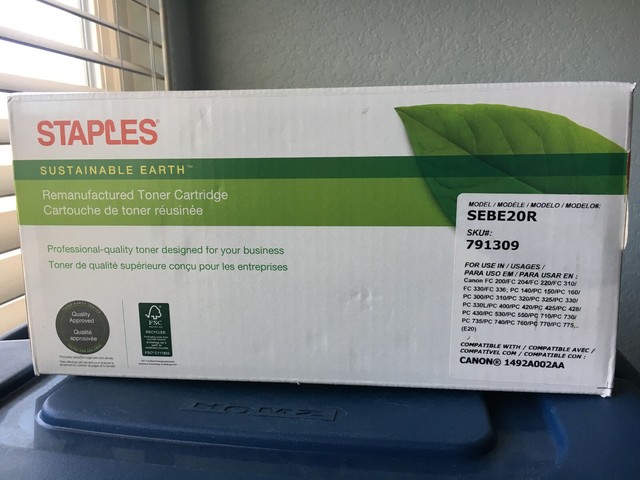 STAPLES®
SUSTAINABLE EARTH™
Remanufactured Toner Cartridge
Cartouche de toner réusinée
Professional-quality toner designed for your business
Toner de qualité supérieure conçu pour les entreprises
Quality
Approved
Qualité
approuvée
FSC
RECYCLED
MODEL / MODÈLE / MODELO / MODELO#:
SEBE20R
SKU#:
791309
FOR USE IN / USAGES /
PARA USO EM / PARA USAR EN :
Canon FC 200/FC 204/FC 220/FC 310/
FC 330/FC 336; PC 140/PC 150/PC 160/
PC 300/PC 310/PC 320/PC 325/PC 330/
PC 330L/PC 400/PC 420/PC 425/PC 428/
PC 430/PC 530/PC 550/PC 710/PC 730/
PC 735/PC 740/PC 760/PC 770/PC 775...
(E20)
COMPATIBLE WITH / COMPATIBLE AVEC /
COMPATÍVEL COM / COMPATIBLE CON :
CANON® 1492A002AA
HOMZ